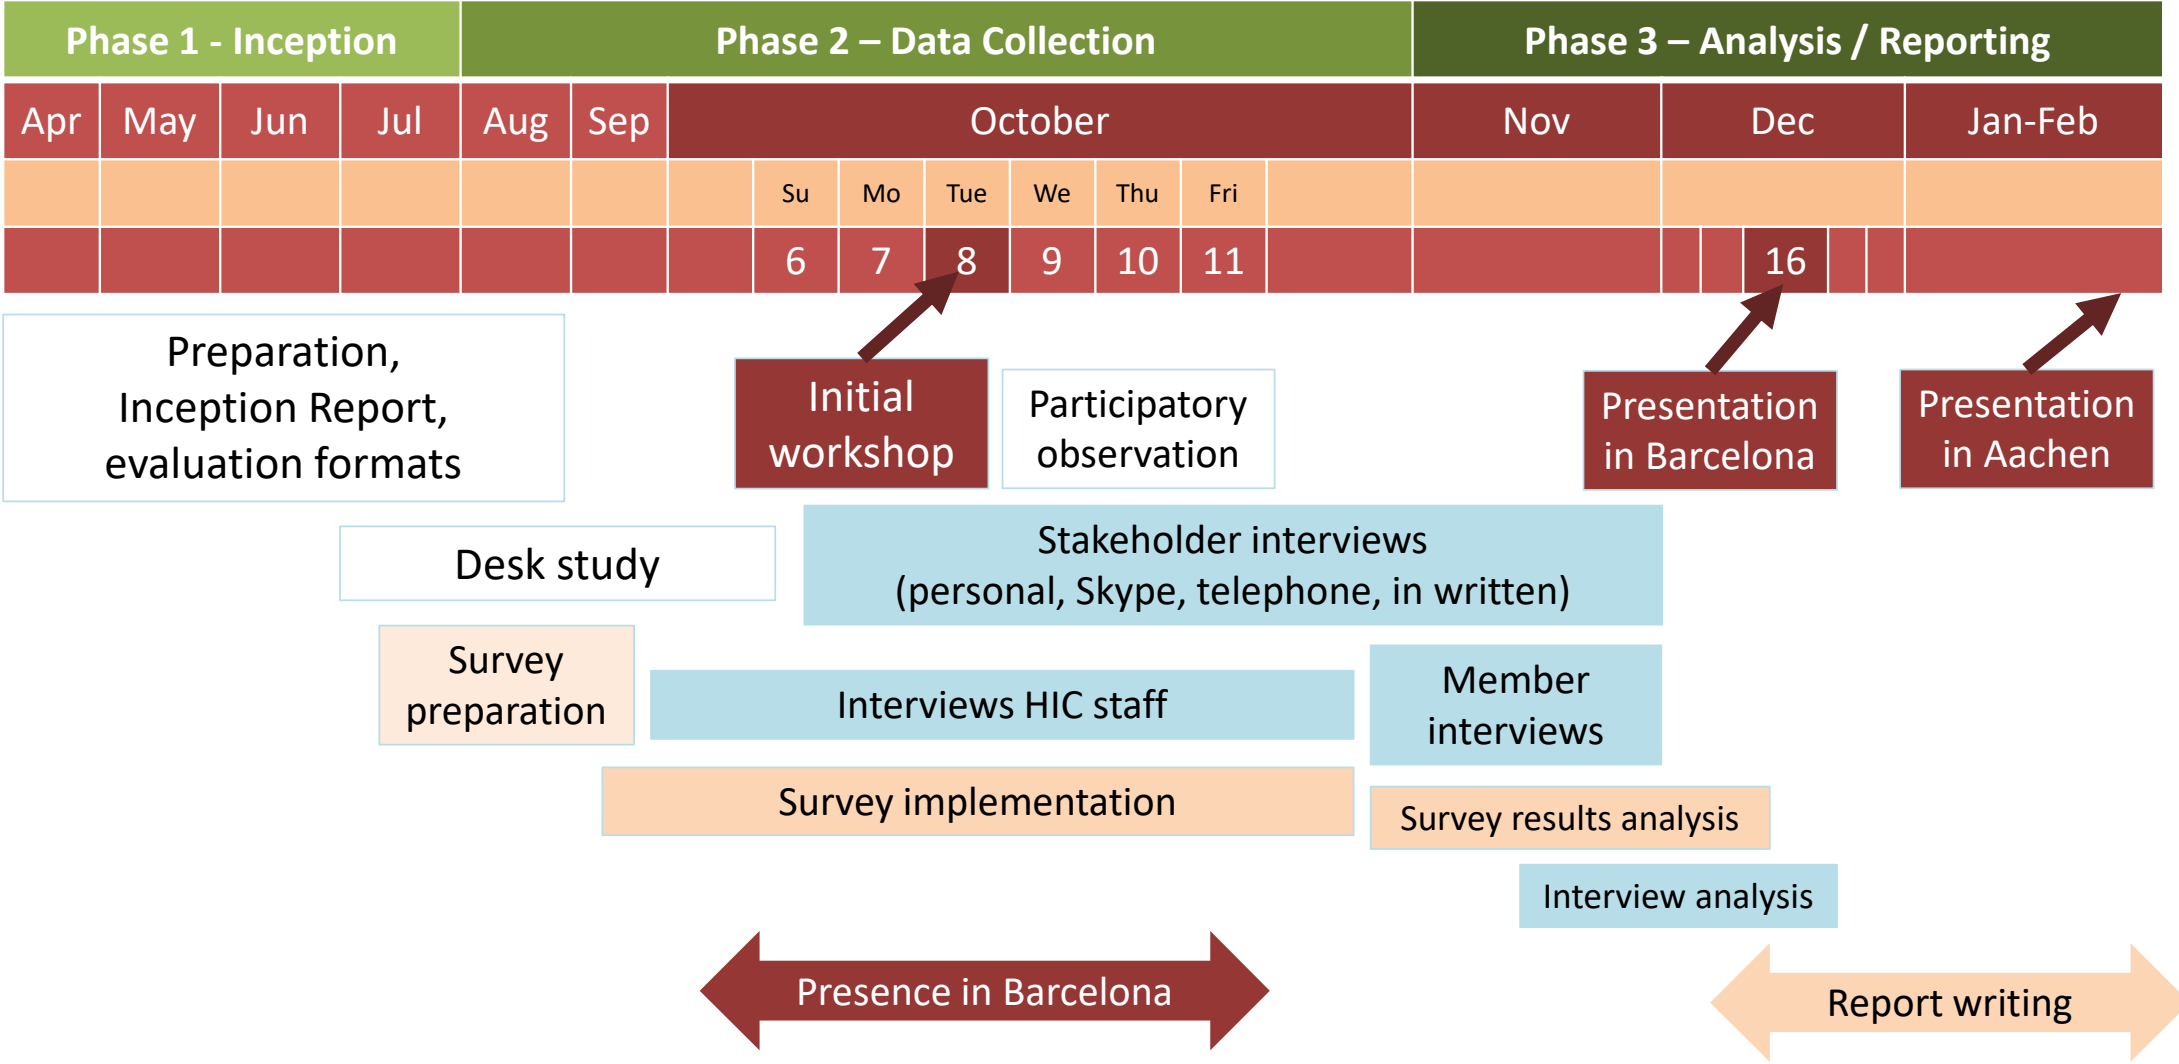 Phase 1 - Inception
Phase 2 – Data Collection
Phase 3 – Analysis / Reporting
Apr May Jun Jul Aug Sep October Nov Dec Jan-Feb
Su Mo Tue We Thu Fri
6 7 8 9 10 11 16
Preparation,
Inception Report,
evaluation formats
Initial
workshop
Participatory
observation
Presentation
in Barcelona
Presentation
in Aachen
Desk study
Stakeholder interviews
(personal, Skype, telephone, in written)
Survey
preparation
Interviews HIC staff
Member
interviews
Survey implementation
Survey results analysis
Interview analysis
Presence in Barcelona
Report writing